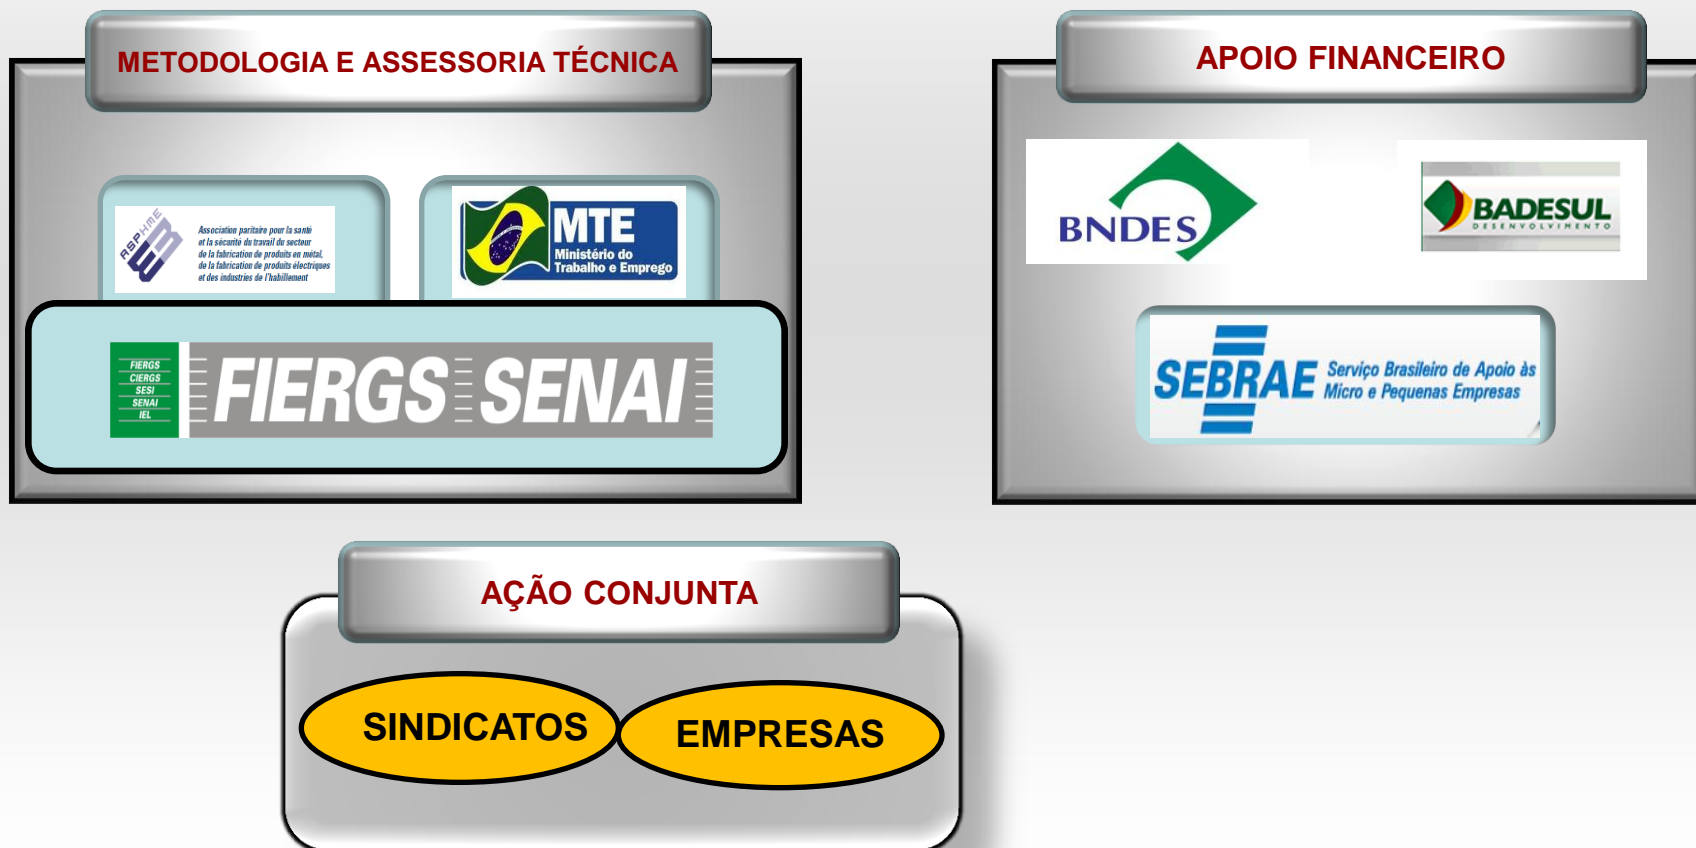 METODOLOGIA E ASSESSORIA TÉCNICA
ASPHME
Association paritaire pour la santé
et la sécurité du travail du secteur
de la fabrication de produits en métal,
de la fabrication de produits électriques
et des industries de l'habillement
MTE
Ministério do
Trabalho e Emprego
FIERGS
CIERGS
SESI
SENAI
IEL
FIERGS SENAI
APOIO FINANCEIRO
BNDES
BADESUL
DESENVOLVIMENTO
SEBRAE
Serviço Brasileiro de Apoio às
Micro e Pequenas Empresas
AÇÃO CONJUNTA
SINDICATOS
EMPRESAS